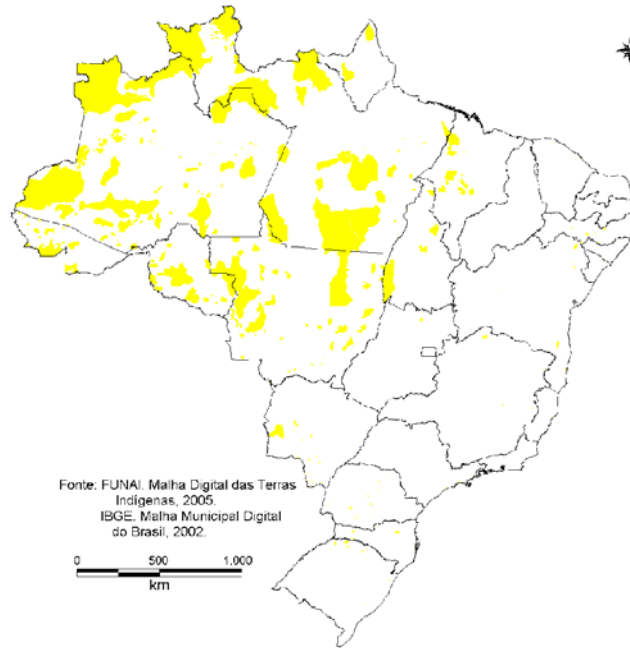 Fonte: FUNAI. Malha Digital das Terras
Indígenas, 2005.
IBGE. Malha Municipal Digital
do Brasil, 2002.
0 500 1.000
km